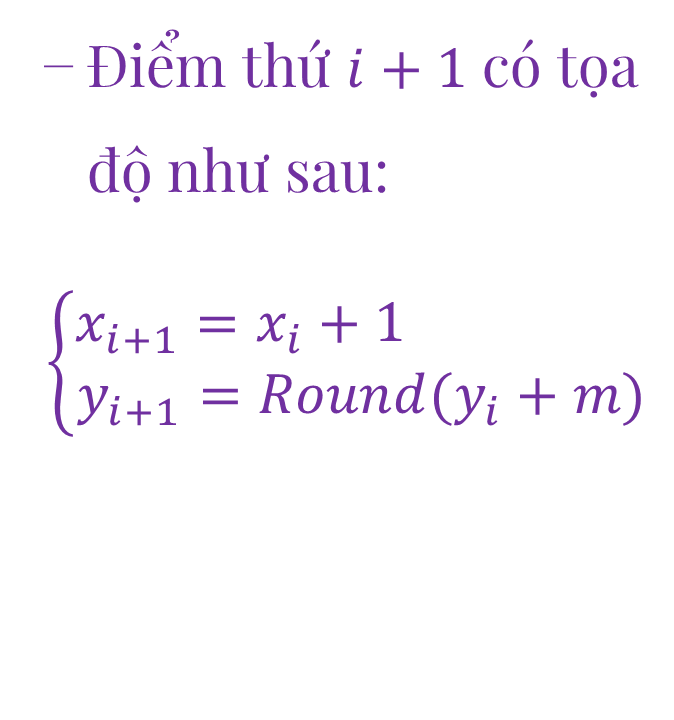 – Điểm thứ i + 1 có tọa
độ như sau:
{x_{i+1} = x_i + 1
y_{i+1} = Round(y_i + m)